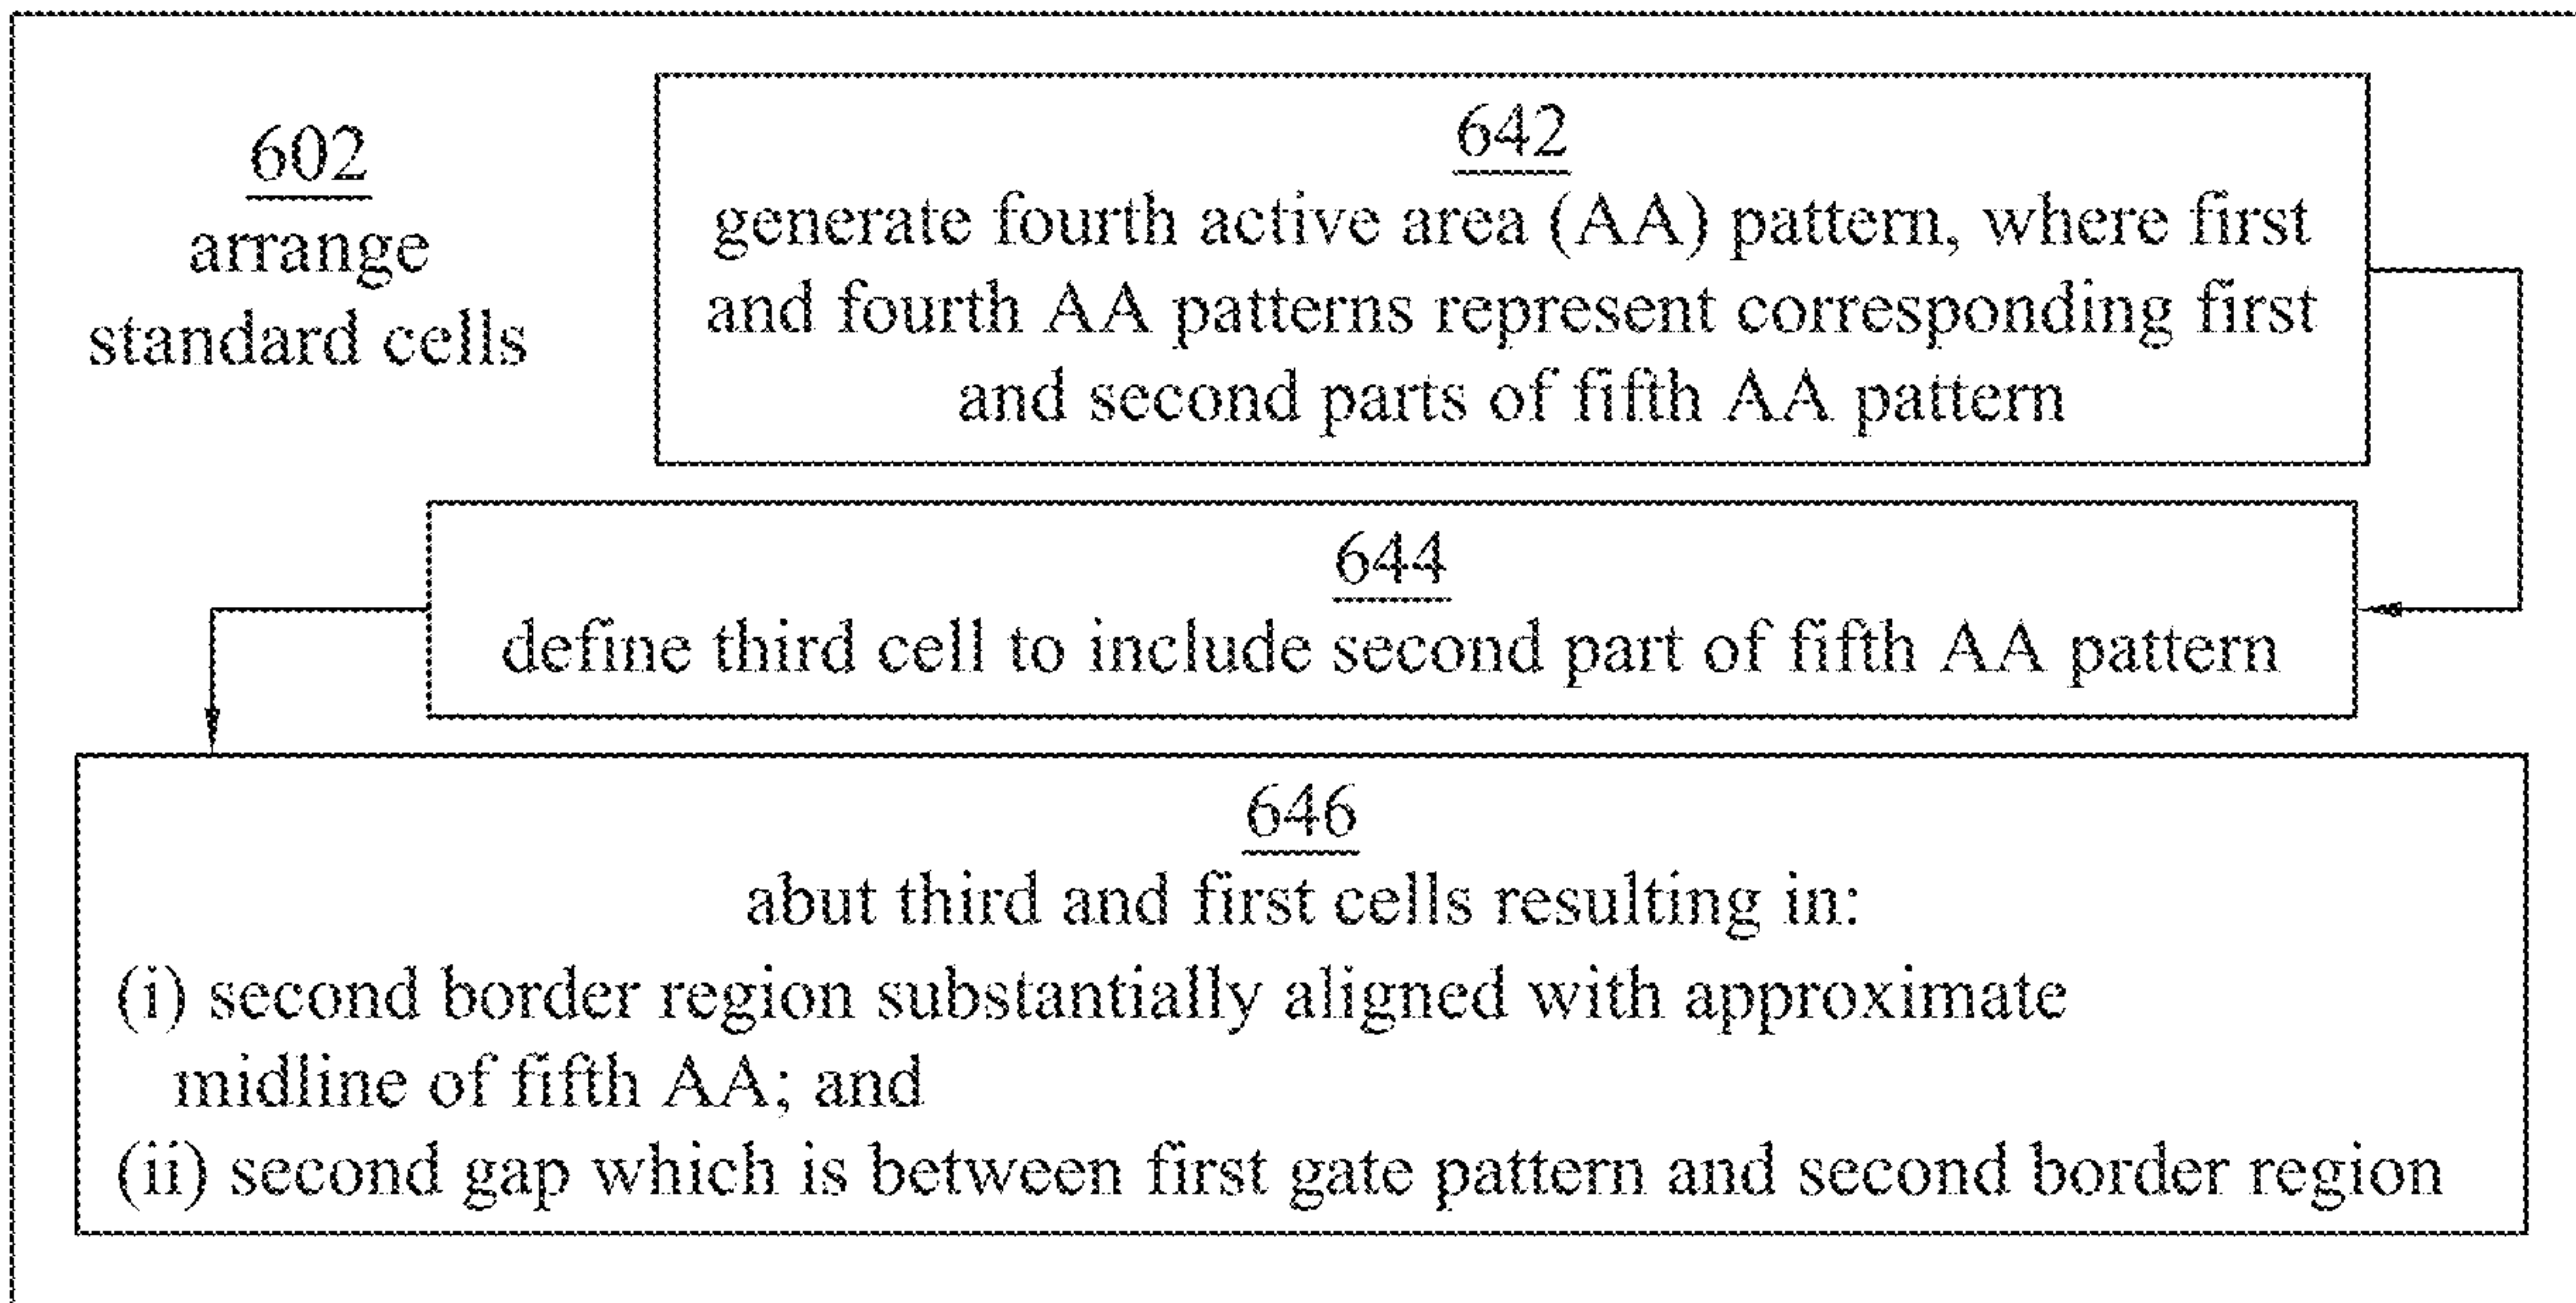 602
arrange
standard cells
642
generate fourth active area (AA) pattern, where first
and fourth AA patterns represent corresponding first
and second parts of fifth AA pattern
644
define third cell to include second part of fifth AA pattern
646
abut third and first cells resulting in:
(i) second border region substantially aligned with approximate
midline of fifth AA; and
(ii) second gap which is between first gate pattern and second border region